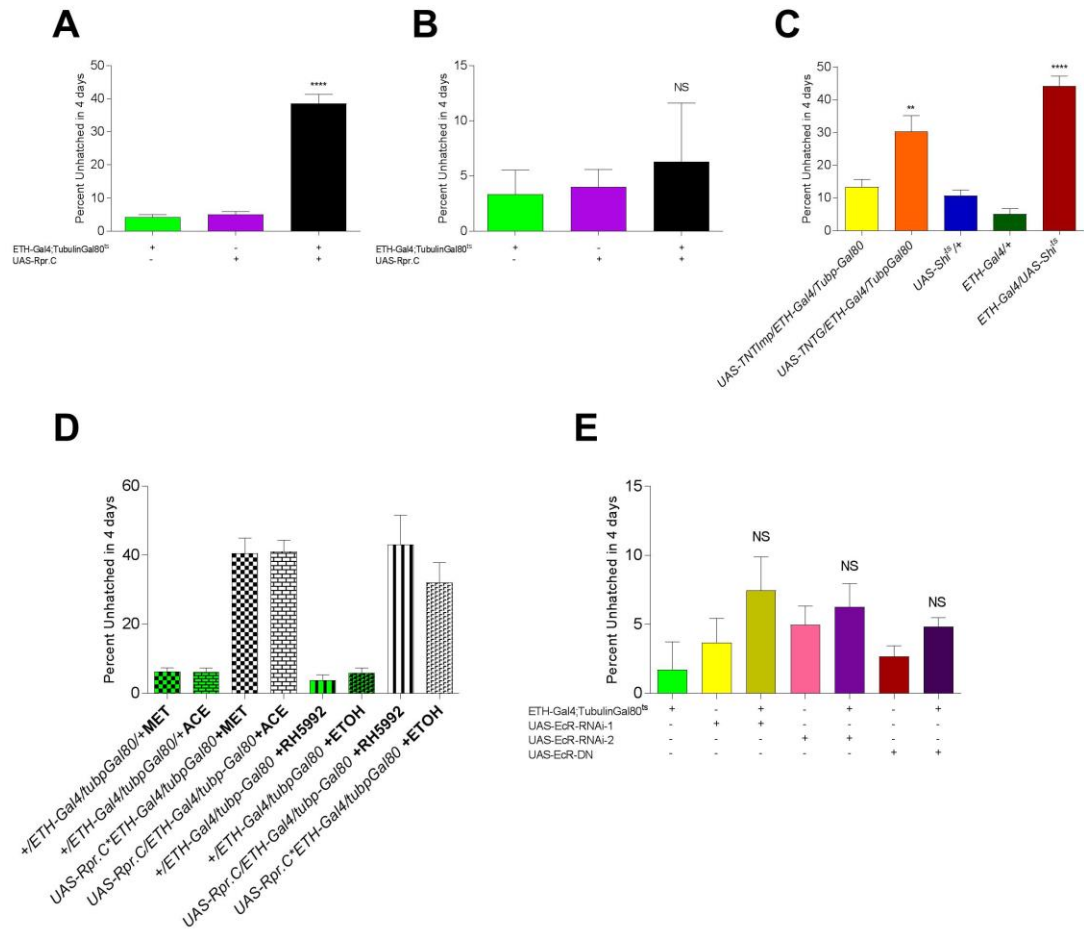 A
Percent Unhatched in 4 days
50
40
30
20
10
0
****
ETH-Gal4;TubulinGal80ts + - +
UAS-Rpr.C - + +
B
Percent Unhatched in 4 days
15
10
5
0
NS
ETH-Gal4;TubulinGal80ts + - +
UAS-Rpr.C - + +
C
Percent Unhatched in 4 days
50
40
30
20
10
0
**
****
UAS-TNTImp/ETH-Gal4/Tubp-Gal80
UAS-TNTG/ETH-Gal4/TubpGal80
UAS-Shits/+
ETH-Gal4/+
ETH-Gal4/UAS-Shits
D
Percent Unhatched in 4 days
60
40
20
0
+/ETH-Gal4/tubpGal80/+MET
+/ETH-Gal4/tubpGal80/+ACE
UAS-Rpr.C*ETH-Gal4/tubpGal80+MET
UAS-Rpr.C/ETH-Gal4/tubp-Gal80+ACE
+/ETH-Gal4/tubp-Gal80 +RH5992
+/ETH-Gal4/tubpGal80 +ETOH
UAS-Rpr.C/ETH-Gal4/tubp-Gal80 +RH5992
UAS-Rpr.C*ETH-Gal4/tubpGal80 +ETOH
E
Percent Unhatched in 4 days
15
10
5
0
NS
NS
NS
ETH-Gal4;TubulinGal80ts + - + - + - +
UAS-EcR-RNAi-1 - + + - - - -
UAS-EcR-RNAi-2 - - - + + - -
UAS-EcR-DN - - - - - + +